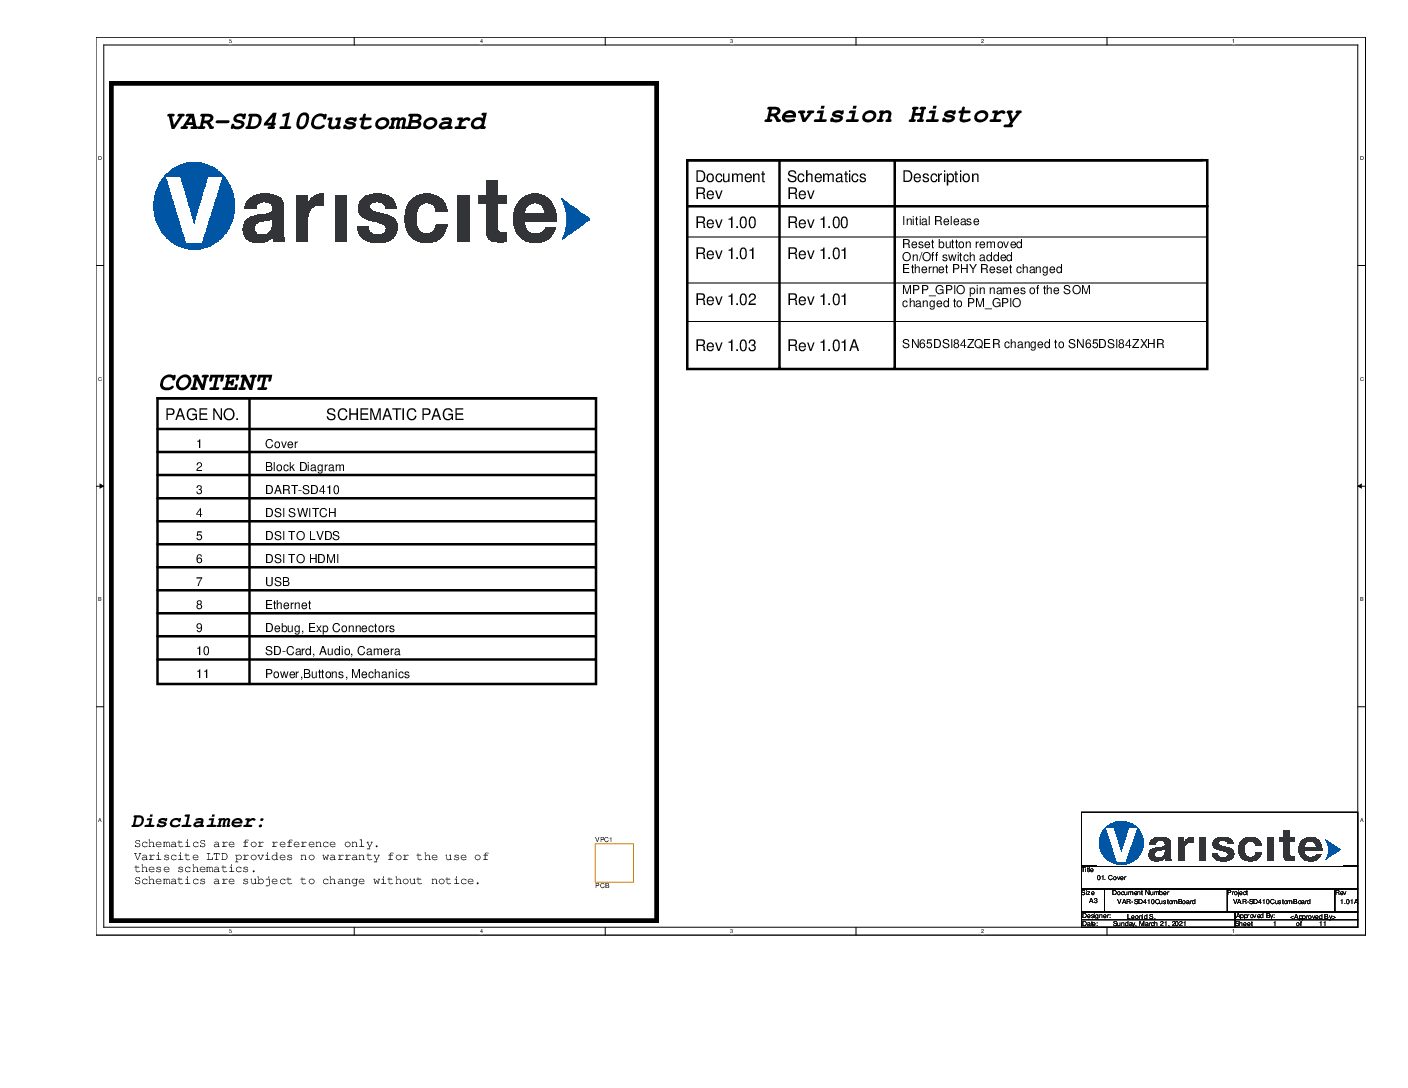 5 4 3 2 1
VAR-SD410CustomBoard
Variscite
CONTENT
PAGE NO. SCHEMATIC PAGE
1 Cover
2 Block Diagram
3 DART-SD410
4 DSI SWITCH
5 DSI TO LVDS
6 DSI TO HDMI
7 USB
8 Ethernet
9 Debug, Exp Connectors
10 SD-Card, Audio, Camera
11 Power,Buttons, Mechanics
Disclaimer:
SchematicS are for reference only.
Variscite LTD provides no warranty for the use of
these schematics.
Schematics are subject to change without notice.
VPC1
PCB
Revision History
Document Schematics Description
Rev Rev
Rev 1.00 Rev 1.00 Initial Release
Rev 1.01 Rev 1.01 Reset button removed
On/Off switch added
Ethernet PHY Reset changed
Rev 1.02 Rev 1.01 MPP_GPIO pin names of the SOM
changed to PM_GPIO
Rev 1.03 Rev 1.01A SN65DSI84ZQER changed to SN65DSI84ZXHR
D D
C C
B B
A A
Variscite
Title
01. Cover
Size Document Number Project Rev
A3 VAR-SD410CustomBoard VAR-SD410CustomBoard 1.01A
Designer: Leonid S. Approved By: <Approved By>
Date: Sunday, March 21, 2021 Sheet 1 of 11
5 4 3 2 1